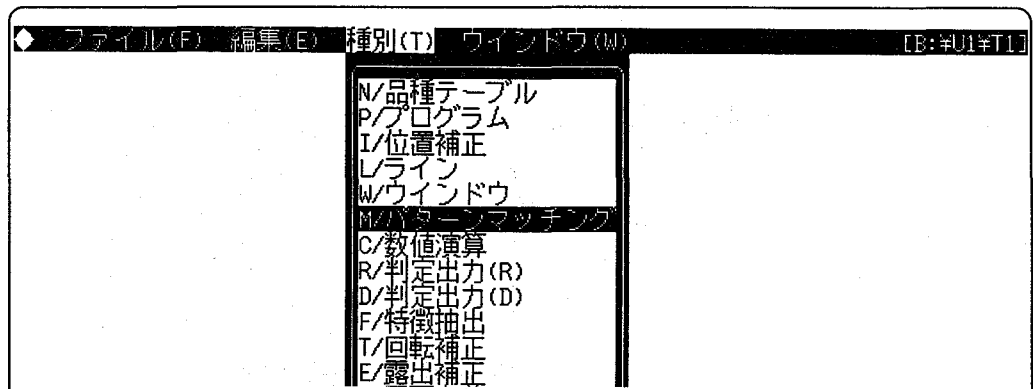 ファイル(F) 編集(E) 種別(T) ウインドウ(W) [B:¥U1¥T1]
N/品種テーブル
P/プログラム
I/位置補正
L/ライン
W/ウインドウ
M/パターンマッチング
C/数値演算
R/判定出力(R)
D/判定出力(D)
F/特徴抽出
T/回転補正
E/露出補正